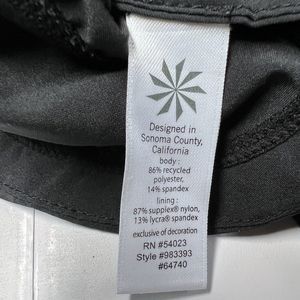 Designed in
Sonoma County,
California
body :
86% recycled
polyester,
14% spandex
lining :
87% supplex® nylon,
13% lycra® spandex
exclusive of decoration
RN #54023
Style #983393
#64740